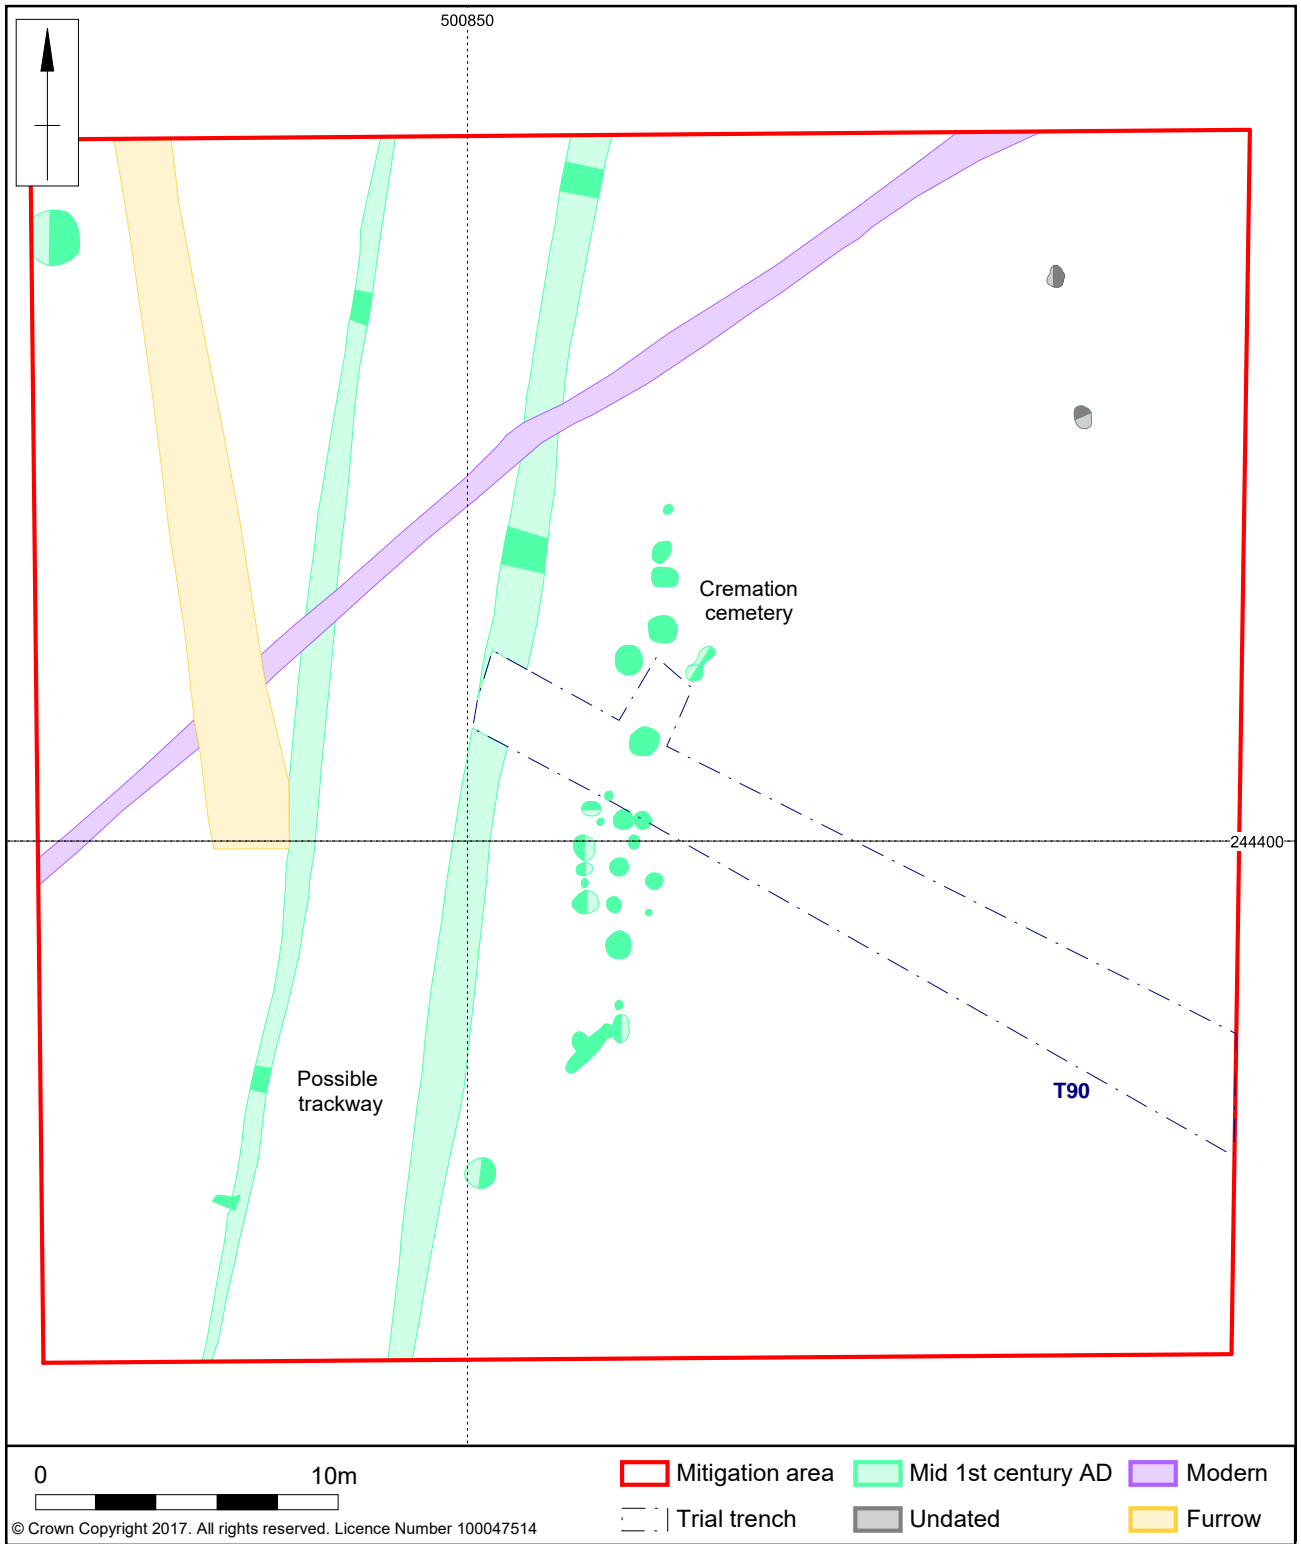 500850
Cremation
cemetery
244400
Possible
trackway
T90
0 10m
Mitigation area
Mid 1st century AD
Modern
Trial trench
Undated
Furrow
© Crown Copyright 2017. All rights reserved. Licence Number 100047514